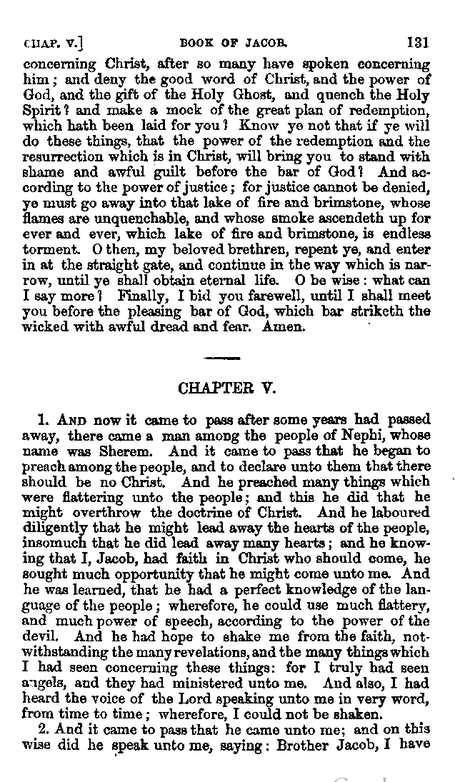 CHAP. V.] BOOK OF JACOB. 131
concerning Christ, after so many have spoken concerning
him; and deny the good word of Christ, and the power of
God, and the gift of the Holy Ghost, and quench the Holy
Spirit? and make a mock of the great plan of redemption,
which hath been laid for you? Know ye not that if ye will
do these things, that the power of the redemption and the
resurrection which is in Christ, will bring you to stand with
shame and awful guilt before the bar of God? And ac-
cording to the power of justice; for justice cannot be denied,
ye must go away into that lake of fire and brimstone, whose
flames are unquenchable, and whose smoke ascendeth up for
ever and ever, which lake of fire and brimstone, is endless
torment. O then, my beloved brethren, repent ye, and enter
in at the straight gate, and continue in the way which is nar-
row, until ye shall obtain eternal life. O be wise: what can
I say more? Finally, I bid you farewell, until I shall meet
you before the pleasing bar of God, which bar striketh the
wicked with awful dread and fear. Amen.
CHAPTER V.
1. AND now it came to pass after some years had passed
away, there came a man among the people of Nephi, whose
name was Sherem. And it came to pass that he began to
preach among the people, and to declare unto them that there
should be no Christ. And he preached many things which
were flattering unto the people; and this he did that he
might overthrow the doctrine of Christ. And he laboured
diligently that he might lead away the hearts of the people,
insomuch that he did lead away many hearts; and he know-
ing that I, Jacob, had faith in Christ who should come, he
sought much opportunity that he might come unto me. And
he was learned, that he had a perfect knowledge of the lan-
guage of the people; wherefore, he could use much flattery,
and much power of speech, according to the power of the
devil. And he had hope to shake me from the faith, not-
withstanding the many revelations, and the many things which
I had seen concerning these things: for I truly had seen
angels, and they had ministered unto me. And also, I had
heard the voice of the Lord speaking unto me in very word,
from time to time; wherefore, I could not be shaken.
2. And it came to pass that he came unto me; and on this
wise did he speak unto me, saying: Brother Jacob, I have